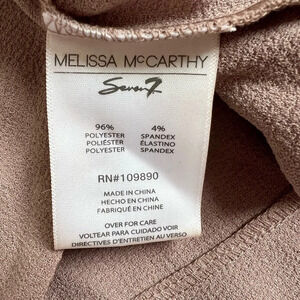 MELISSA McCARTHY
Seven7
96% 4%
POLYESTER SPANDEX
POLIÉSTER ELASTINO
POLYESTER SPANDEX
RN#109890
MADE IN CHINA
HECHO EN CHINA
FABRIQUÉ EN CHINE
OVER FOR CARE
VOLTEAR PARA CUIDADO VOIR
DIRECTIVES D'ENTRETIEN AU VERSO